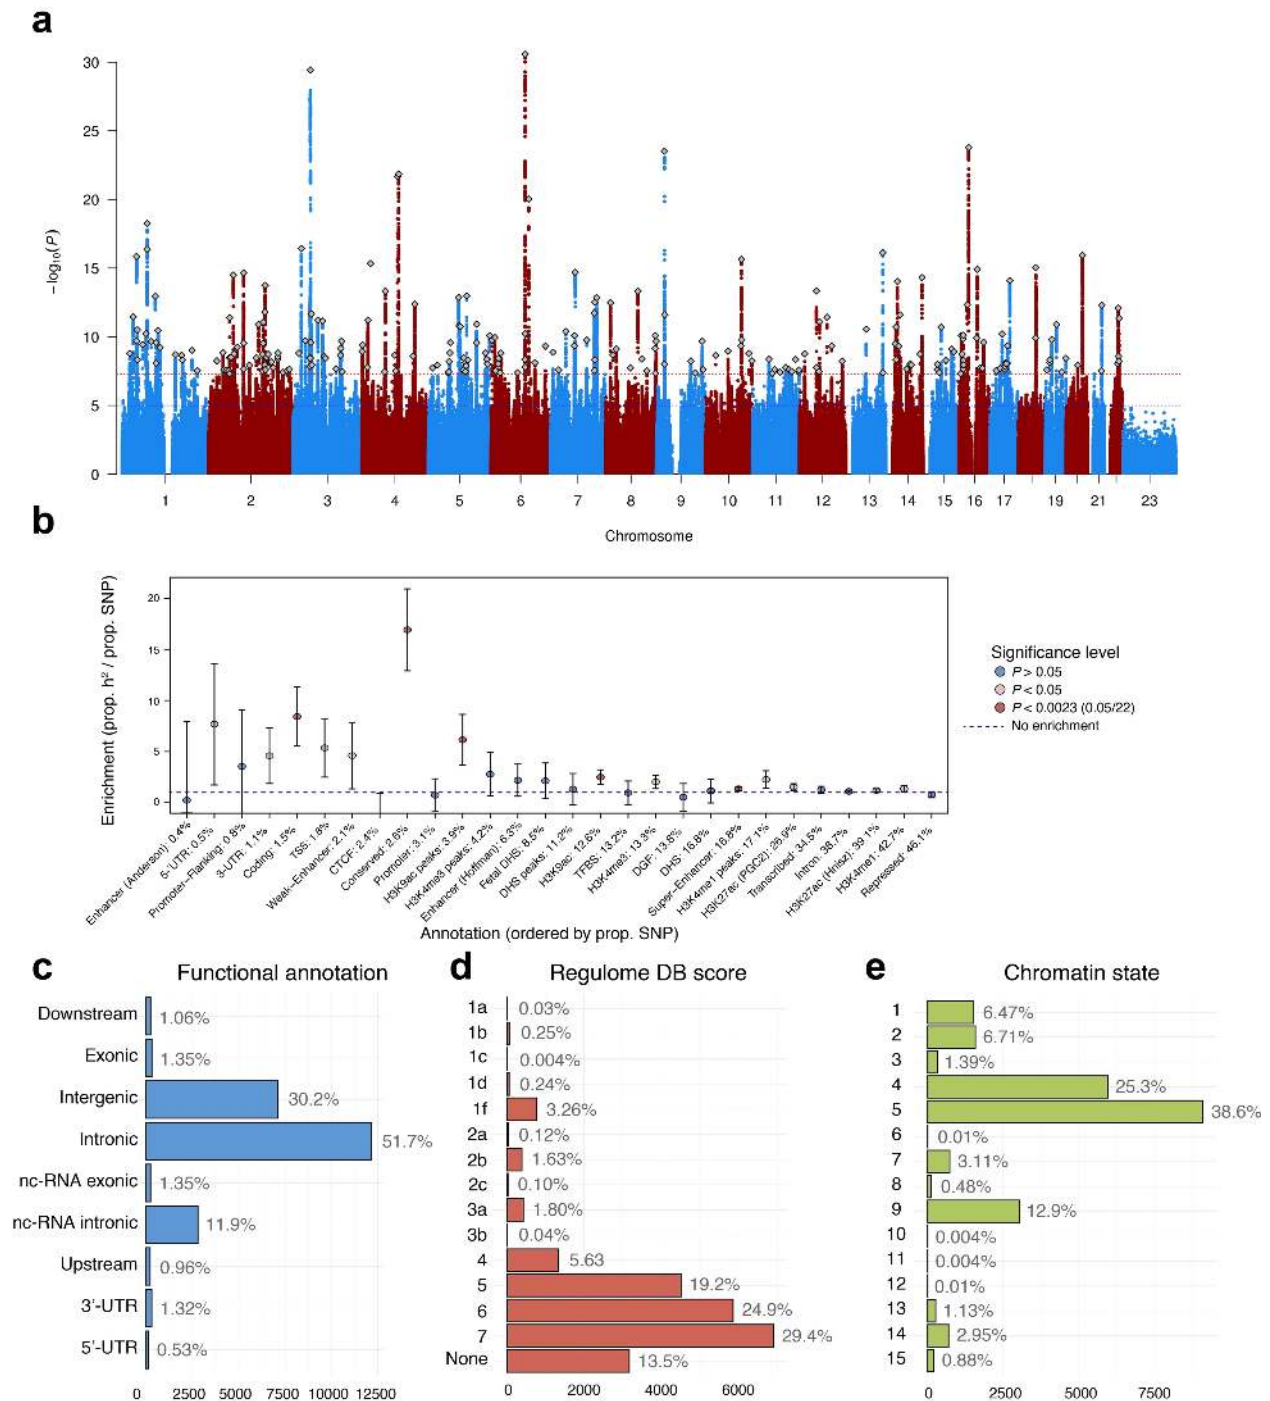 a
30
25
20
15
10
5
0
−log10(P)
1 2 3 4 5 6 7 8 9 10 11 12 13 14 15 16 17 19 21 23
Chromosome
b
Enrichment (prop. h² / prop. SNP)
20
15
10
5
0
Significance level
P > 0.05
P < 0.05
P < 0.0023 (0.05/22)
No enrichment
Enhancer (Anderson): 0.4%
5-UTR: 0.5%
Promoter-Flanking: 0.8%
3-UTR: 1.1%
Coding: 1.5%
TSS: 1.8%
Weak-Enhancer: 2.1%
CTCF: 2.4%
Conserved: 2.6%
Promoter: 3.1%
H3K9ac peaks: 3.9%
H3K4me3 peaks: 4.2%
Enhancer (Hoffman): 6.3%
Fetal DHS: 8.5%
DHS peaks: 11.2%
H3K9ac: 12.6%
TFBS: 13.2%
H3K4me3: 13.3%
DGF: 13.8%
DHS: 16.8%
Super-Enhancer: 16.8%
H3K4me1 peaks: 17.1%
H3K27ac (PGC2): 26.9%
Transcribed: 34.5%
Intron: 38.7%
H3K27ac (Hnisz): 39.1%
H3K4me1: 42.7%
Repressed: 46.1%
Annotation (ordered by prop. SNP)
c
Functional annotation
Downstream 1.06%
Exonic 1.35%
Intergenic 30.2%
Intronic 51.7%
nc-RNA exonic 1.35%
nc-RNA intronic 11.9%
Upstream 0.96%
3'-UTR 1.32%
5'-UTR 0.53%
0 2500 5000 7500 10000 12500
d
Regulome DB score
1a 0.03%
1b 0.25%
1c 0.004%
1d 0.24%
1f 3.26%
2a 0.12%
2b 1.63%
2c 0.10%
3a 1.80%
3b 0.04%
4 5.63
5 19.2%
6 24.9%
7 29.4%
None 13.5%
0 2000 4000 6000
e
Chromatin state
1 6.47%
2 6.71%
3 1.39%
4 25.3%
5 38.6%
6 0.01%
7 3.11%
8 0.48%
9 12.9%
10 0.004%
11 0.004%
12 0.01%
13 1.13%
14 2.95%
15 0.88%
0 2500 5000 7500